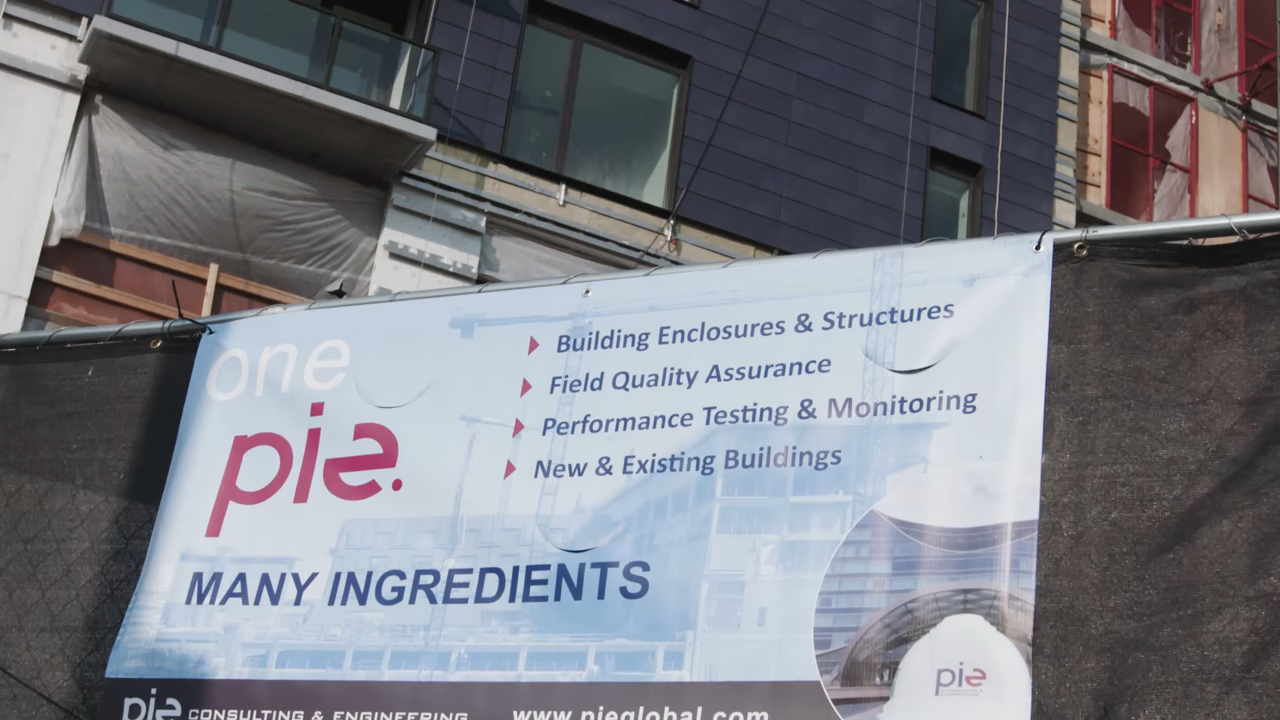 one
pie.
MANY INGREDIENTS
Building Enclosures & Structures
Field Quality Assurance
Performance Testing & Monitoring
New & Existing Buildings
pie
pie CONSULTING & ENGINEERING
www.pieglobal.com